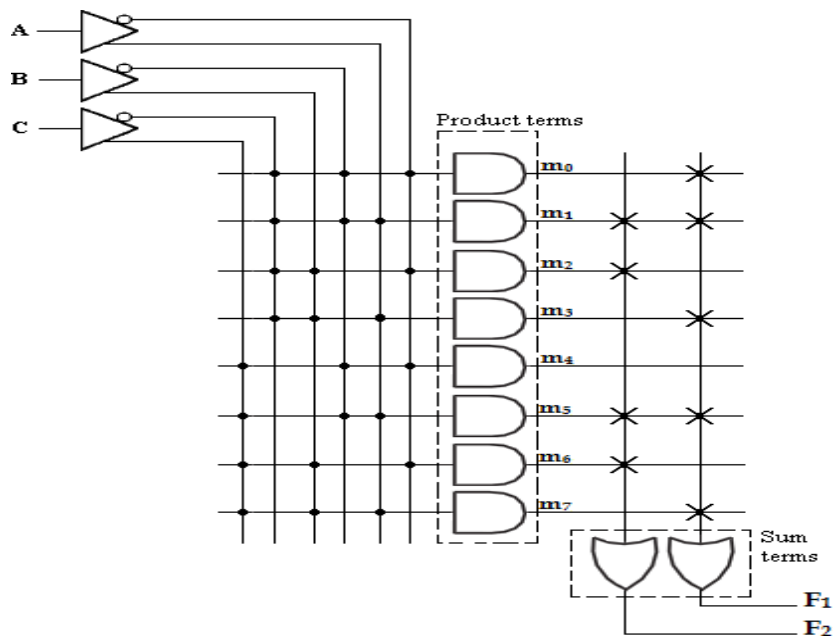 A
B
C
Product terms
m₀
m₁
m₂
m₃
m₄
m₅
m₆
m₇
Sum
terms
F₁
F₂